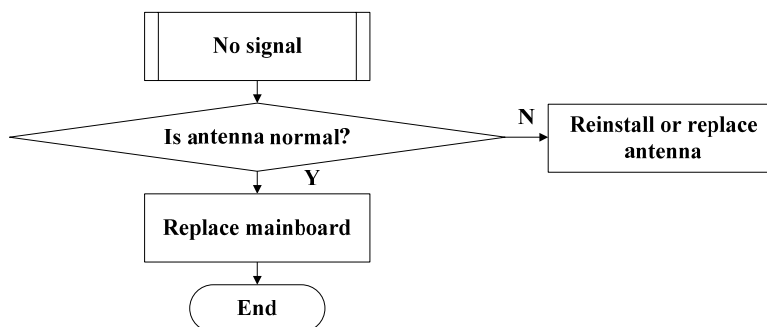 No signal
Is antenna normal?
N
Reinstall or replace
antenna
Y
Replace mainboard
End